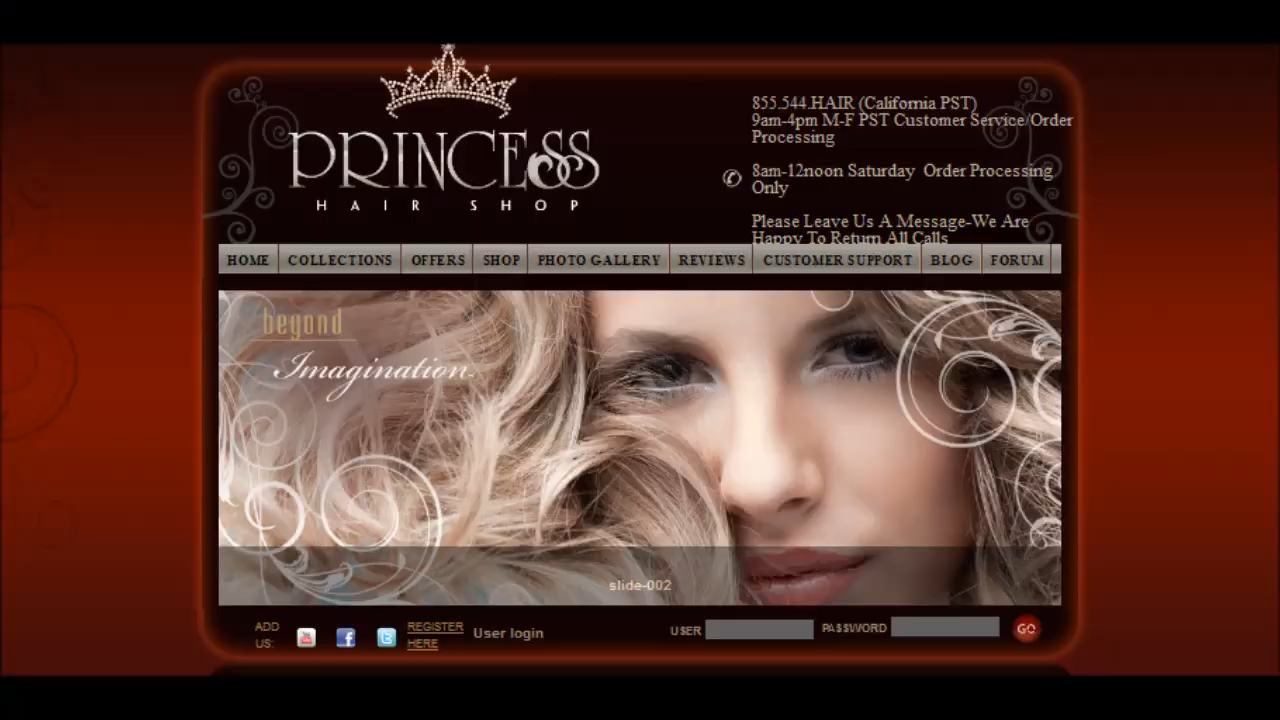 PRINCESS
HAIR SHOP
855.544.HAIR (California PST)
9am-4pm M-F PST Customer Service/Order
Processing
8am-12noon Saturday  Order Processing
Only
Please Leave Us A Message-We Are
Happy To Return All Calls
HOME COLLECTIONS OFFERS SHOP PHOTO GALLERY REVIEWS CUSTOMER SUPPORT BLOG FORUM
beyond
Imagination.
slide-002
ADD
US:
REGISTER
HERE
User login
USER
PASSWORD
GO